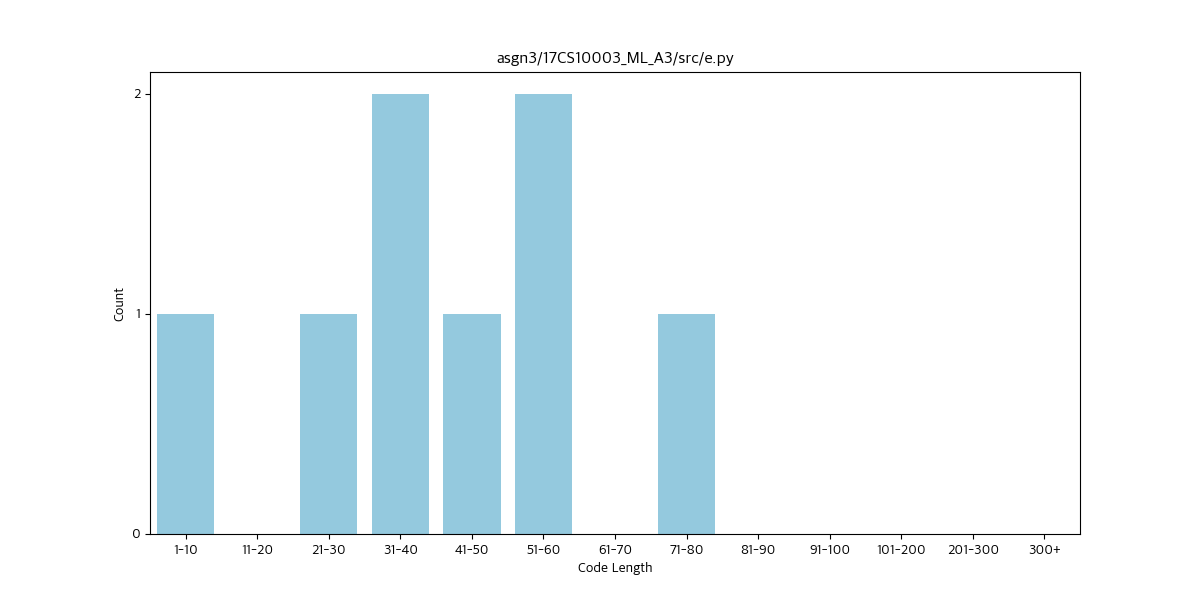 asgn3/17CS10003_ML_A3/src/e.py
2
1
0
Count
1-10 11-20 21-30 31-40 41-50 51-60 61-70 71-80 81-90 91-100 101-200 201-300 300+
Code Length